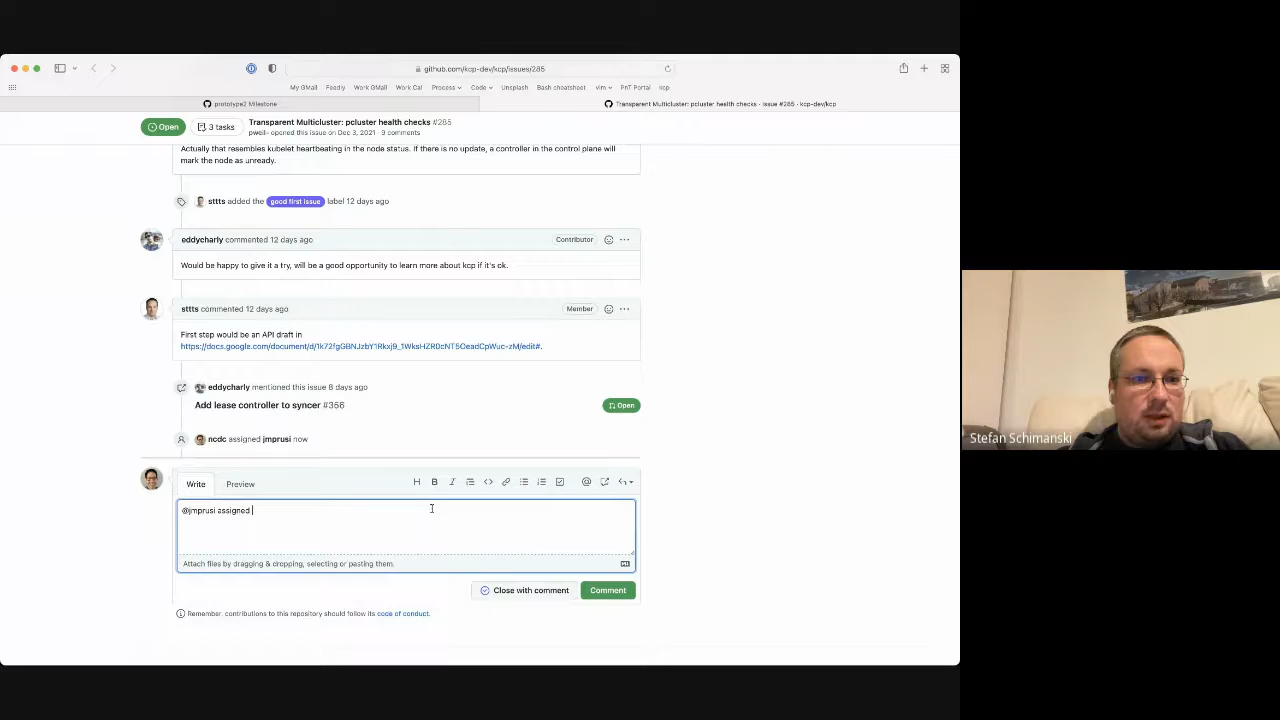 github.com/kcp-dev/kcp/issues/285
My GMail Feedly Work GMail Work Cal Process Code Unsplash Bash cheatsheet vim PnT Portal kcp
prototype2 Milestone
Transparent Multicluster: pcluster health checks · Issue #285 · kcp-dev/kcp
Open
3 tasks
Transparent Multicluster: pcluster health checks #285
pweil- opened this issue on Dec 3, 2021 · 9 comments
Actually that resembles kubelet heartbeating in the node status. If there is no update, a controller in the control plane will
mark the node as unready.
sttts added the good first issue label 12 days ago
eddycharly commented 12 days ago
Contributor
Would be happy to give it a try, will be a good opportunity to learn more about kcp if it's ok.
sttts commented 12 days ago
Member
First step would be an API draft in
https://docs.google.com/document/d/1k72fgGBNJzbY1Rkxj9_1WksHZR0cNT5OeadCpWuc-zM/edit#.
eddycharly mentioned this issue 8 days ago
Add lease controller to syncer #356
Open
ncdc assigned jmprusi now
Write Preview
@jmprusi assigned
Attach files by dragging & dropping, selecting or pasting them.
Close with comment Comment
Remember, contributions to this repository should follow its code of conduct.
Stefan Schimanski